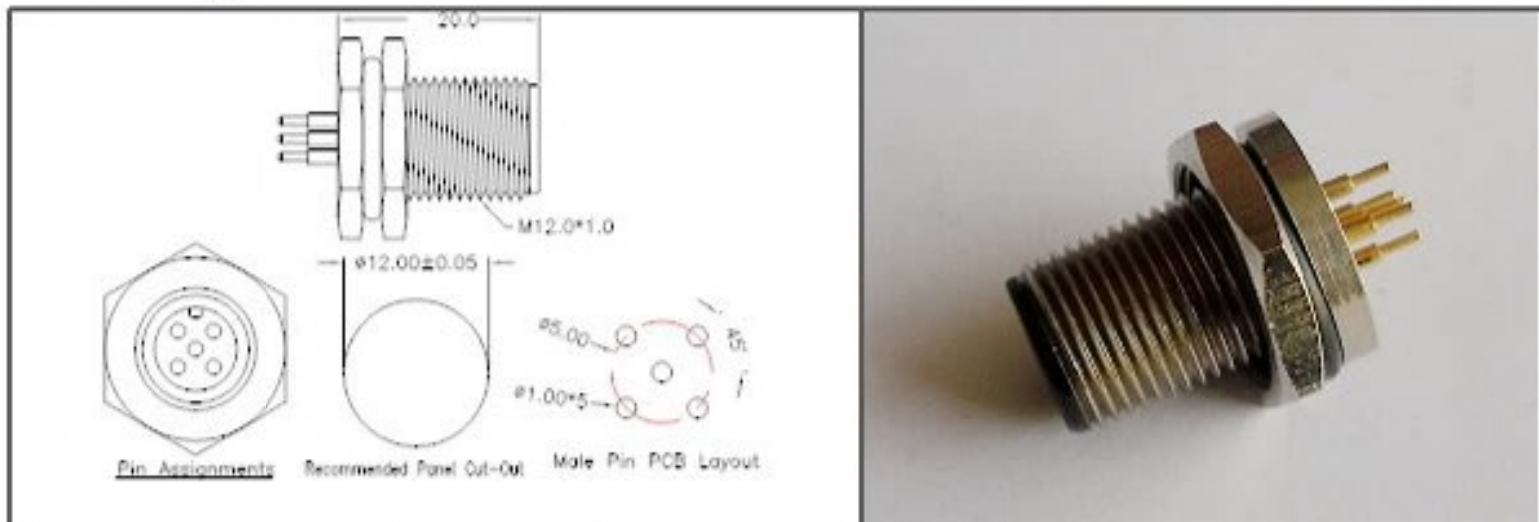 20.0
M12.0*1.0
ø12.00±0.05
ø5.00
45°
ø1.00*5
Pin Assignments
Recommended Panel Cut-Out
Male Pin PCB Layout